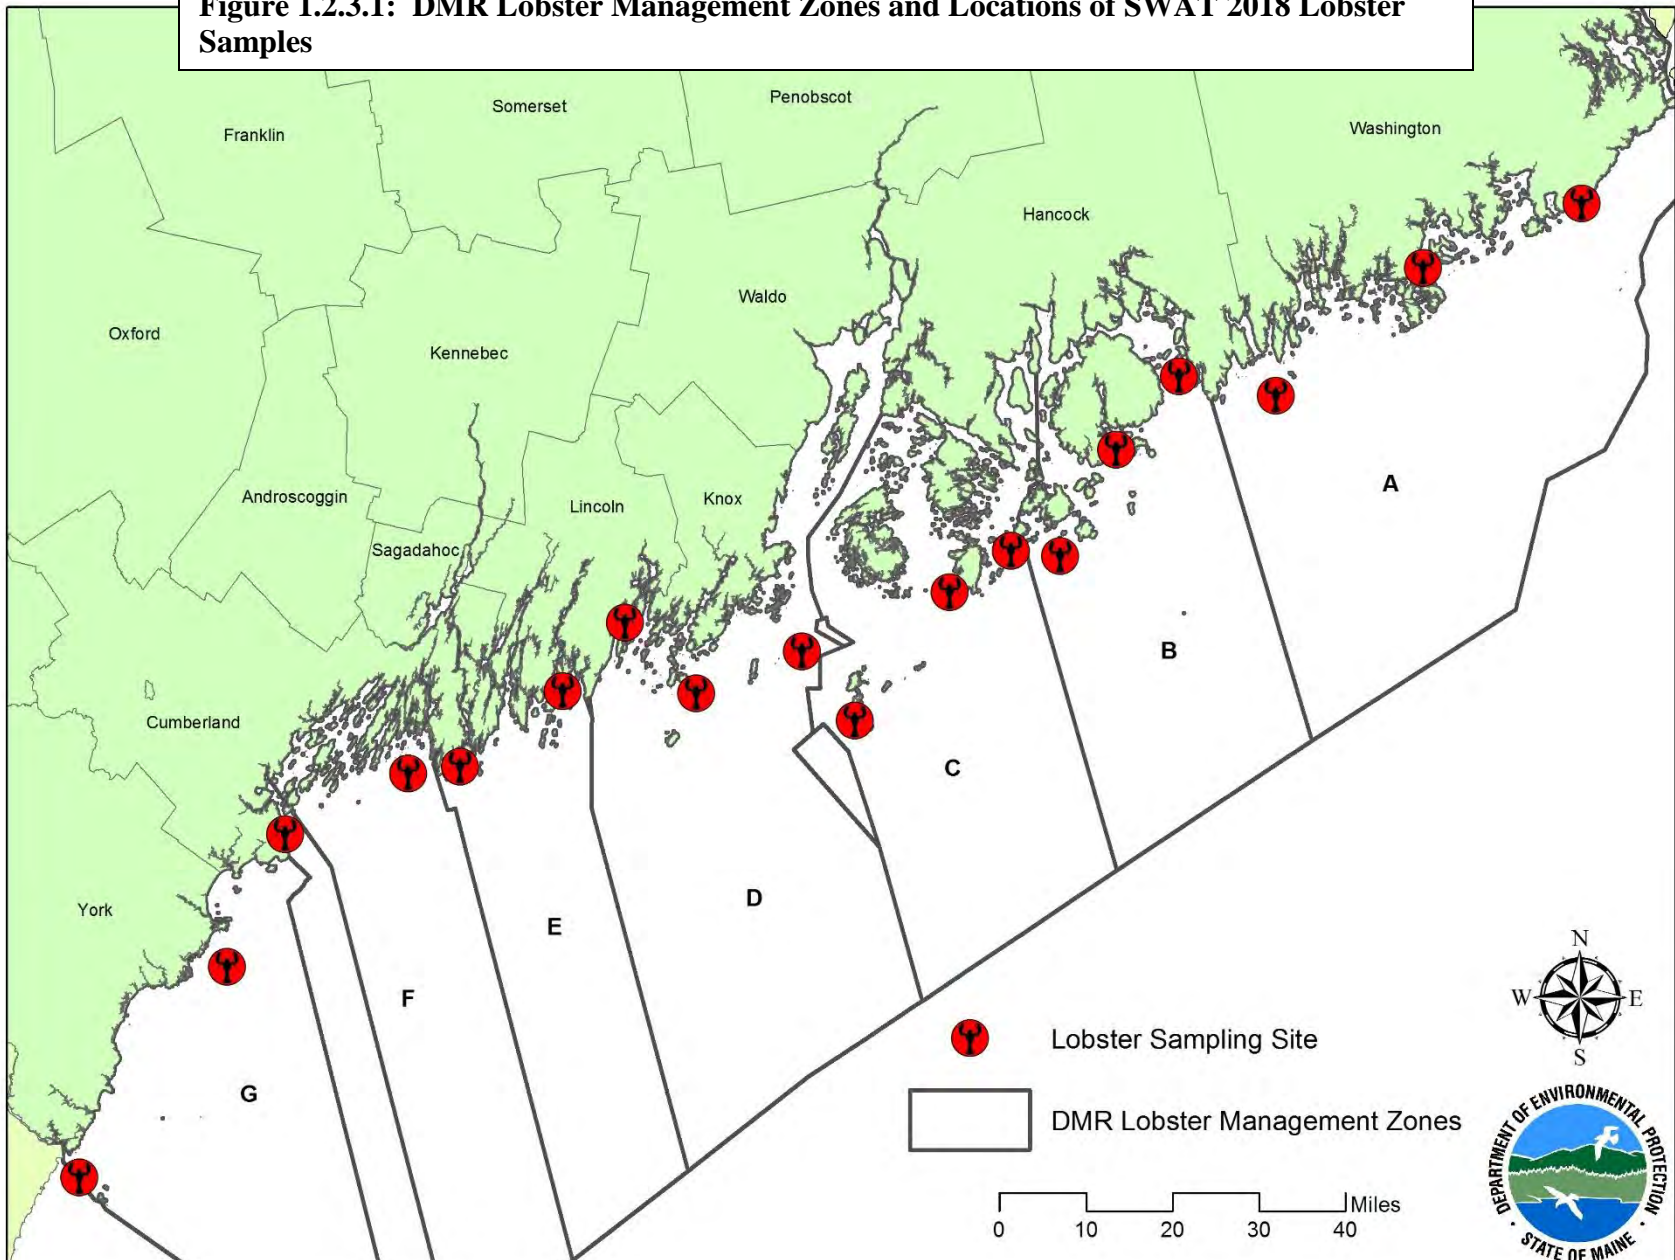 Figure 1.2.3.1: DMR Lobster Management Zones and Locations of SWAT 2018 Lobster
Samples
Somerset
Penobscot
Franklin
Washington
Hancock
Waldo
Oxford
Kennebec
Androscoggin
Lincoln
Knox
Sagadahoc
A
B
Cumberland
C
D
York
E
F
G
N
W
E
S
Lobster Sampling Site
DMR Lobster Management Zones
Miles
0 10 20 30 40
DEPARTMENT OF ENVIRONMENTAL PROTECTION
STATE OF MAINE